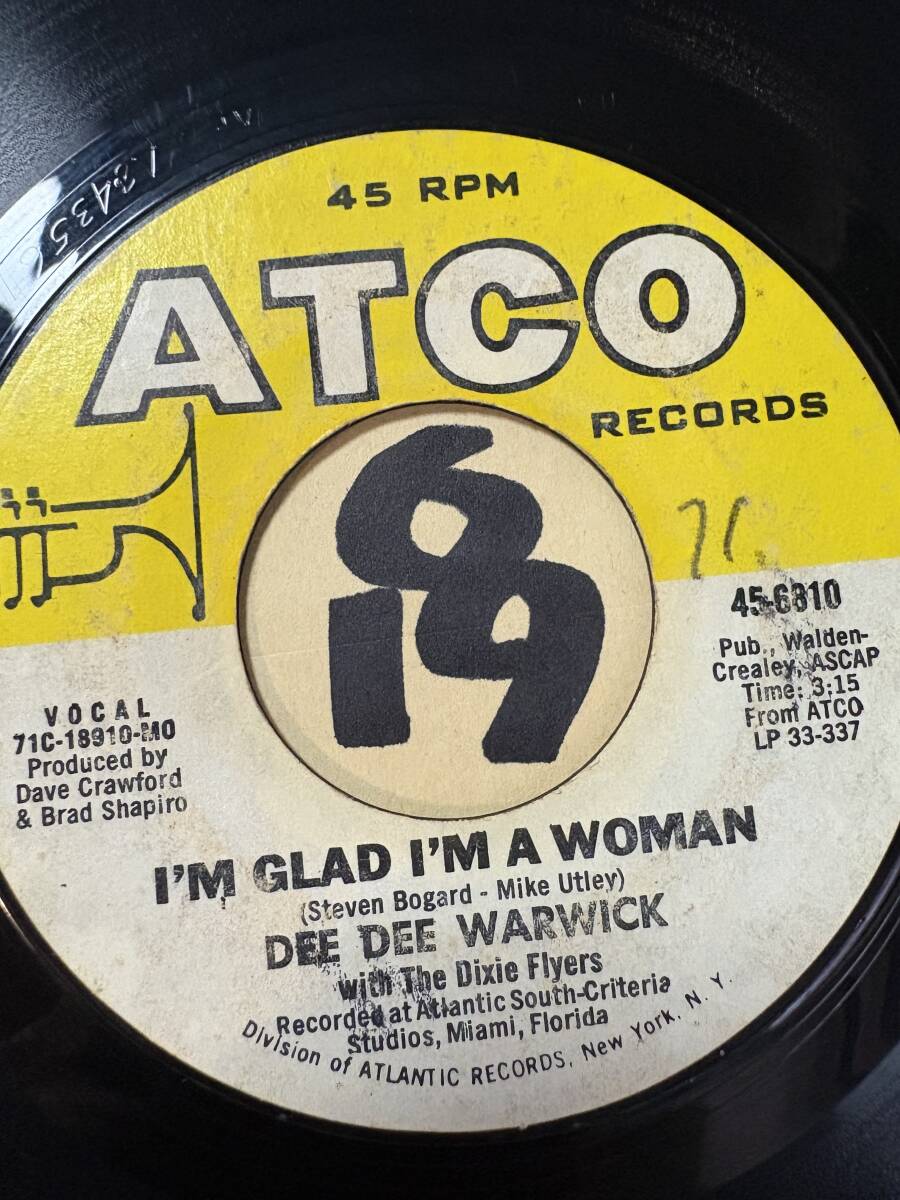 45 RPM
ATCO
RECORDS
45-6810
Pub., Walden-
Crealey, ASCAP
Time: 3:15
From ATCO
LP 33-337
VOCAL
71C-18910-MO
Produced by
Dave Crawford
& Brad Shapiro
I'M GLAD I'M A WOMAN
(Steven Bogard - Mike Utley)
DEE DEE WARWICK
with The Dixie Flyers
Recorded at Atlantic South-Criteria
Studios, Miami, Florida
Division of ATLANTIC RECORDS, New York, N. Y.